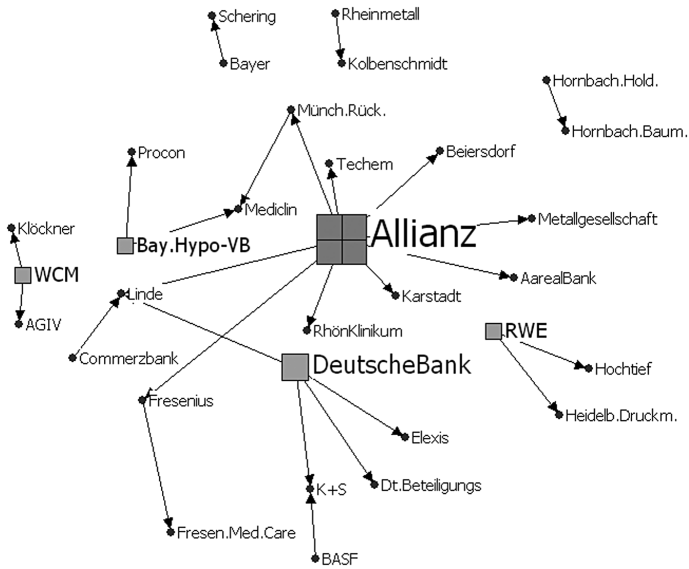 Schering
Rheinmetall
Bayer
Kolbenschmidt
Hornbach.Hold.
Münch.Rück.
Hornbach.Baum.
Procon
Techem
Beiersdorf
Mediclin
Metallgesellschaft
Klöckner
Allianz
Bay.Hypo-VB
WCM
AarealBank
Linde
Karstadt
AGIV
RhönKlinikum
RWE
Commerzbank
DeutscheBank
Hochtief
Fresenius
Heidelb.Druckm.
Elexis
K+S
Dt.Beteiligungs
Fresen.Med.Care
BASF